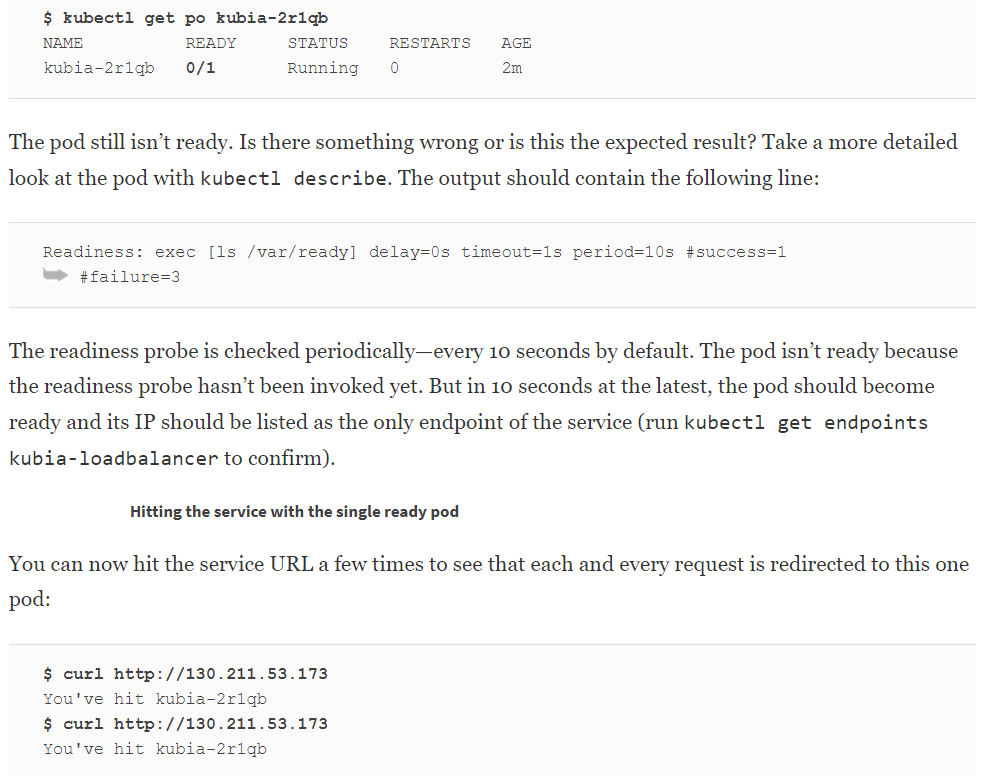 $ kubectl get po kubia-2r1qb
NAME READY STATUS RESTARTS AGE
kubia-2r1qb 0/1 Running 0 2m
The pod still isn’t ready. Is there something wrong or is this the expected result? Take a more detailed
look at the pod with kubectl describe. The output should contain the following line:
Readiness: exec [ls /var/ready] delay=0s timeout=1s period=10s #success=1
#failure=3
The readiness probe is checked periodically—every 10 seconds by default. The pod isn’t ready because
the readiness probe hasn’t been invoked yet. But in 10 seconds at the latest, the pod should become
ready and its IP should be listed as the only endpoint of the service (run kubectl get endpoints
kubia-loadbalancer to confirm).
Hitting the service with the single ready pod
You can now hit the service URL a few times to see that each and every request is redirected to this one
pod:
$ curl http://130.211.53.173
You've hit kubia-2r1qb
$ curl http://130.211.53.173
You've hit kubia-2r1qb